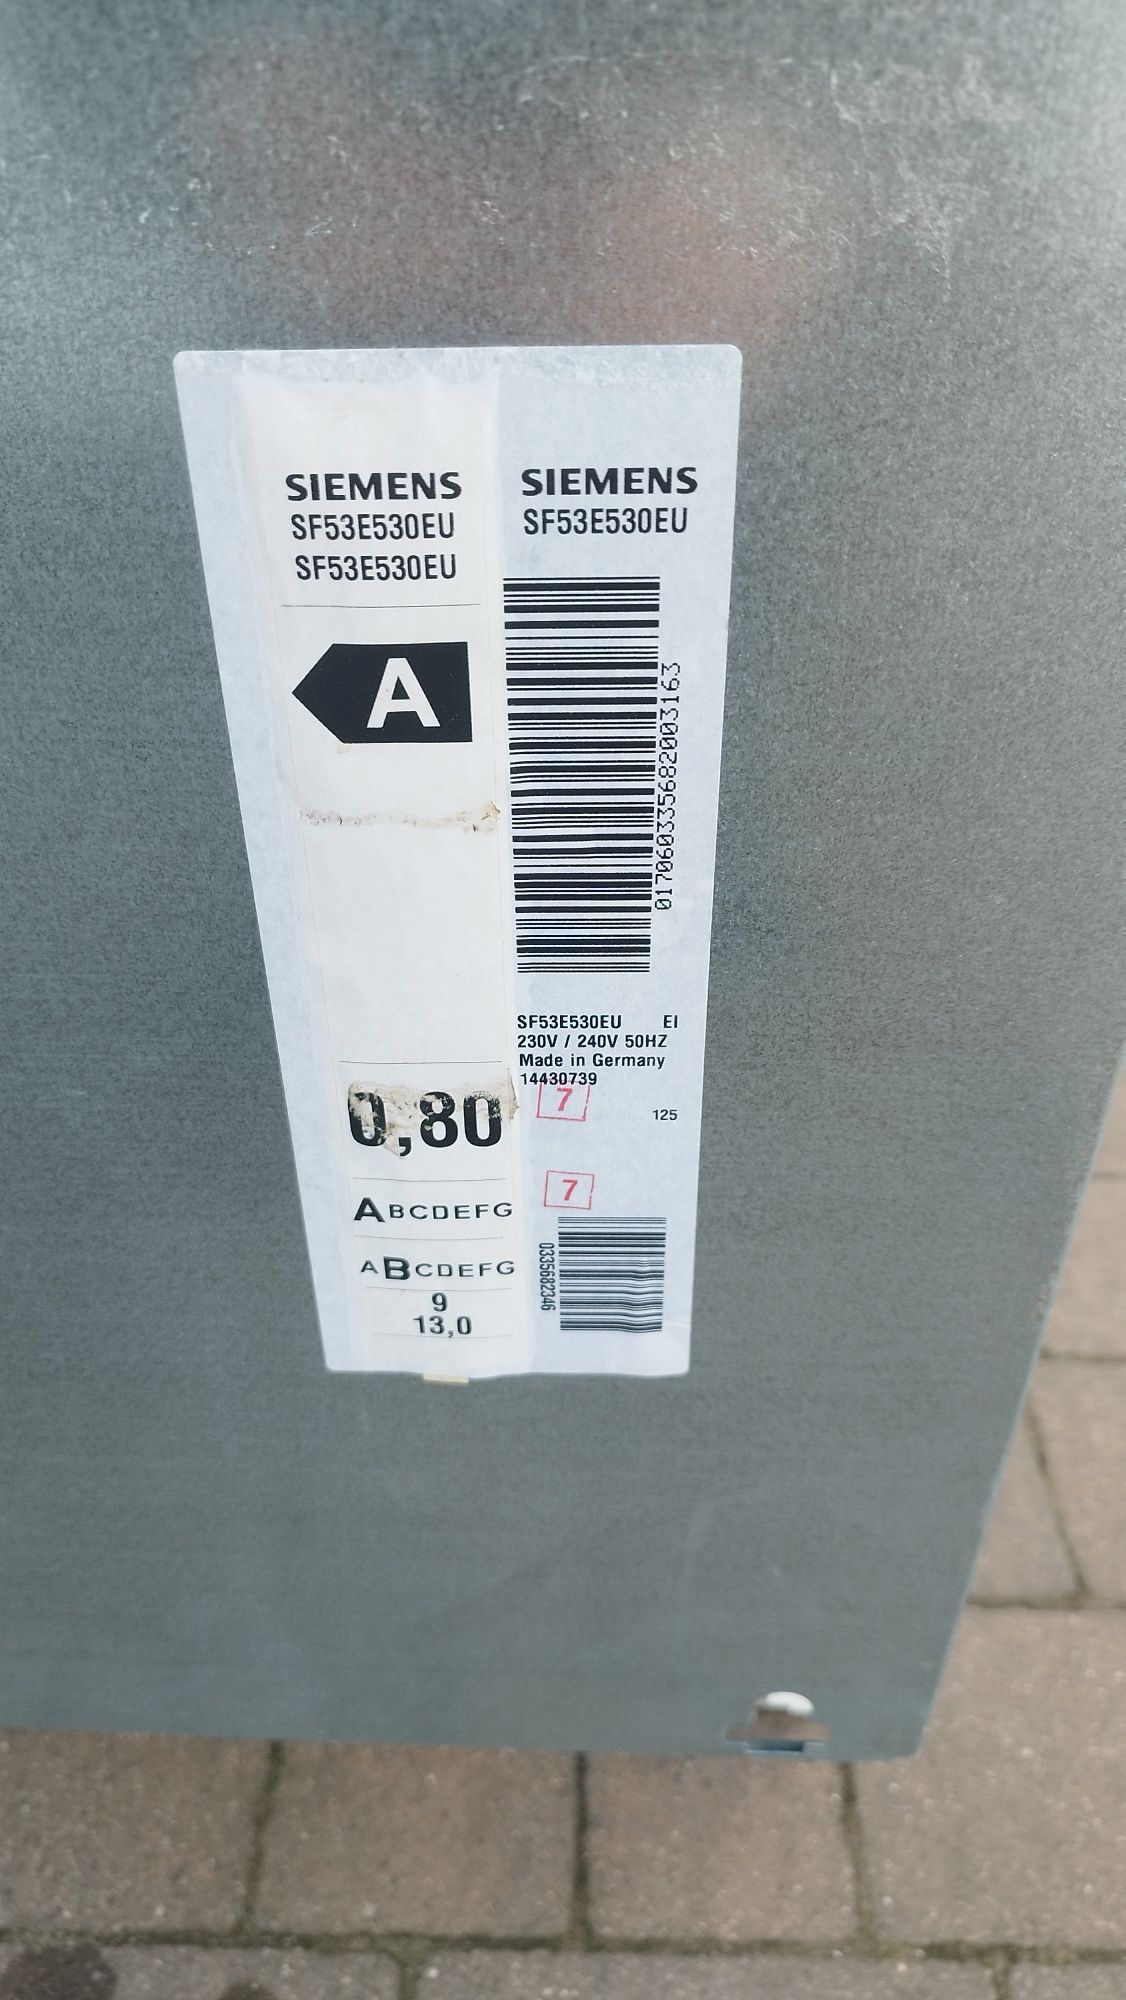 SIEMENS
SF53E530EU
SF53E530EU
A
0,80
ABCDEFG
ABCDEFG
9
13,0
SIEMENS
SF53E530EU
017060335682003163
SF53E530EU EI
230V / 240V 50HZ
Made in Germany
14430739
7
125
7
0335682346